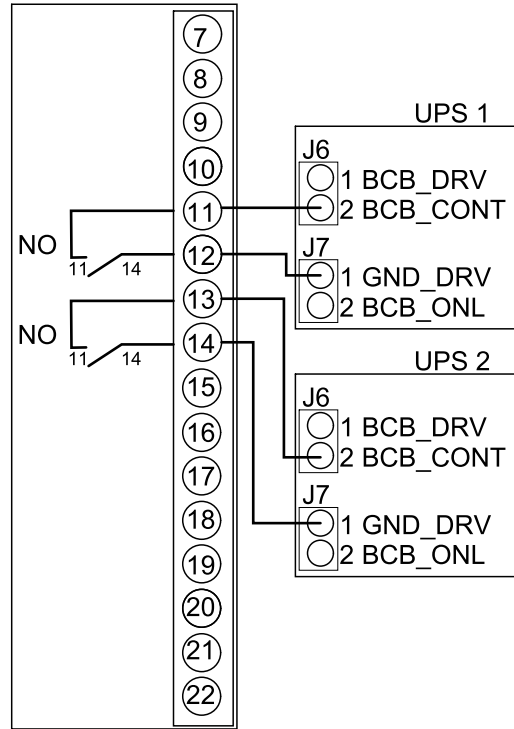 7
8
9
10
11
12
13
14
15
16
17
18
19
20
21
22
NO
11 14
NO
11 14
UPS 1
J6
1 BCB_DRV
2 BCB_CONT
J7
1 GND_DRV
2 BCB_ONL
UPS 2
J6
1 BCB_DRV
2 BCB_CONT
J7
1 GND_DRV
2 BCB_ONL